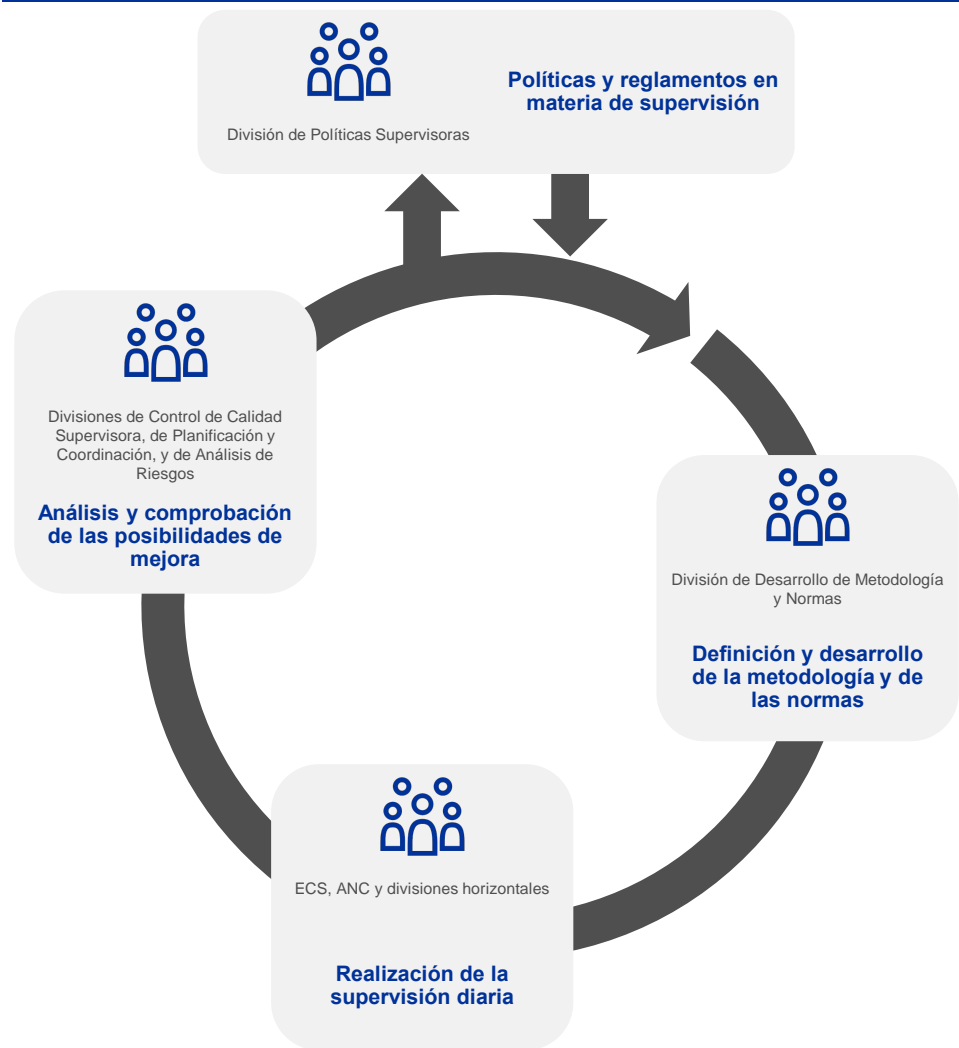 Políticas y reglamentos en
materia de supervisión
División de Políticas Supervisoras
Divisiones de Control de Calidad
Supervisora, de Planificación y
Coordinación, y de Análisis de
Riesgos
Análisis y comprobación
de las posibilidades de
mejora
División de Desarrollo de Metodología
y Normas
Definición y desarrollo
de la metodología y de
las normas
ECS, ANC y divisiones horizontales
Realización de la
supervisión diaria